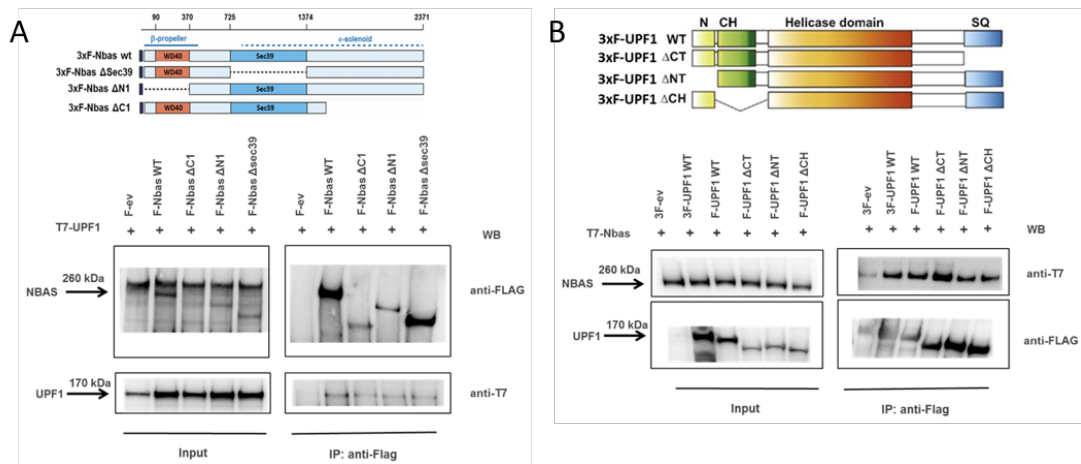 A
90 370 725 1374 2371
β-propeller α-solenoid
3xF-Nbas wt WD40 Sec39
3xF-Nbas ΔSec39 WD40
3xF-Nbas ΔN1 Sec39
3xF-Nbas ΔC1 WD40 Sec39
F-ev F-Nbas WT F-Nbas ΔC1 F-Nbas ΔN1 F-Nbas Δsec39 F-ev F-Nbas WT F-Nbas ΔC1 F-Nbas ΔN1 F-Nbas Δsec39
T7-UPF1 + + + + + + + + + + WB
260 kDa
NBAS anti-FLAG
170 kDa
UPF1 anti-T7
Input IP: anti-Flag
B
N CH Helicase domain SQ
3xF-UPF1 WT
3xF-UPF1 ΔCT
3xF-UPF1 ΔNT
3xF-UPF1 ΔCH
3F-ev 3F-UPF1 WT F-UPF1 WT F-UPF1 ΔCT F-UPF1 ΔNT F-UPF1 ΔCH 3F-ev 3F-UPF1 WT F-UPF1 WT F-UPF1 ΔCT F-UPF1 ΔNT F-UPF1 ΔCH
T7-Nbas + + + + + + + + + + + + WB
260 kDa
NBAS anti-T7
170 kDa
UPF1 anti-FLAG
Input IP: anti-Flag